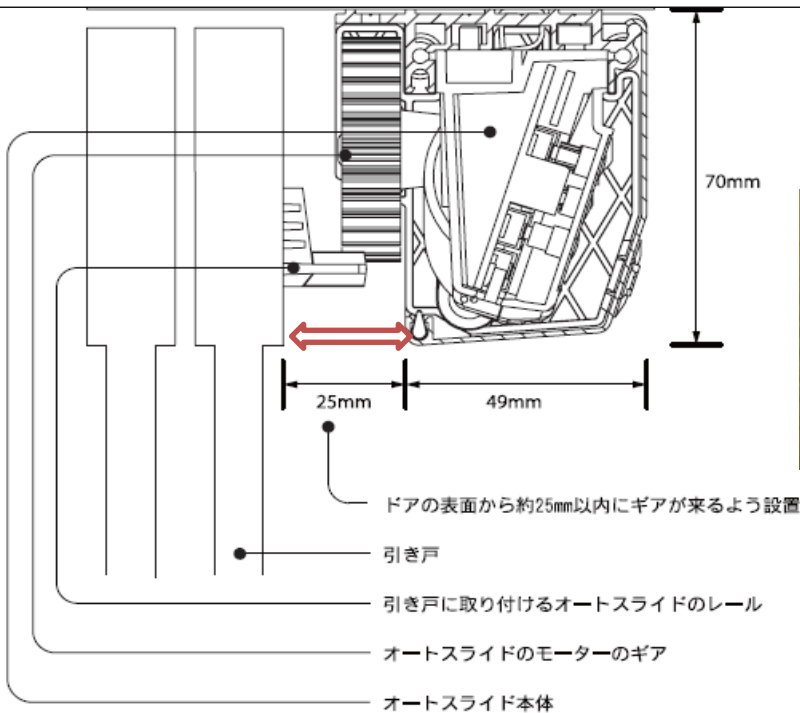 70mm
25mm
49mm
ドアの表面から約25mm以内にギアが来るよう設置
引き戸
引き戸に取り付けるオートスライドのレール
オートスライドのモーターのギア
オートスライド本体